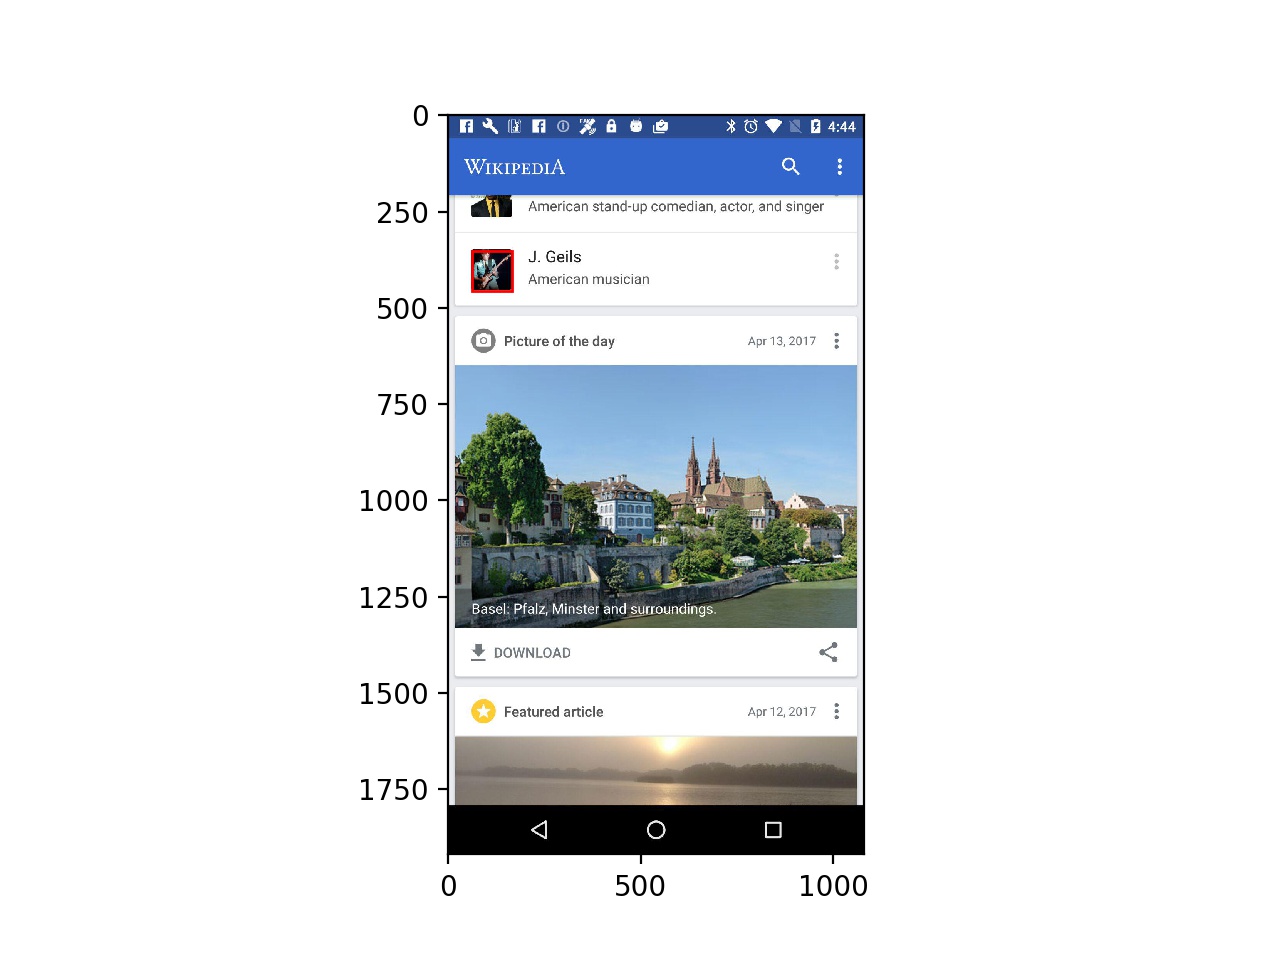 0
250
500
750
1000
1250
1500
1750
4:44
WIKIPEDIA
American stand-up comedian, actor, and singer
J. Geils
American musician
Picture of the day
Apr 13, 2017
Basel: Pfalz, Minster and surroundings.
DOWNLOAD
Featured article
Apr 12, 2017
0 500 1000